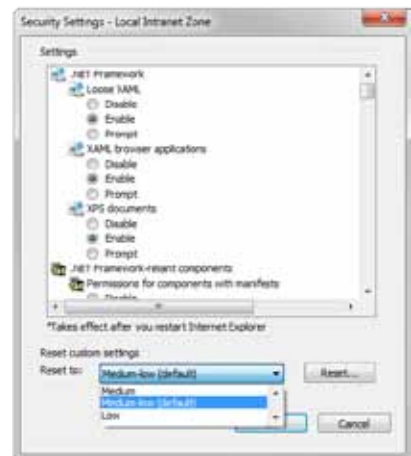 Security Settings - Local Intranet Zone
Settings
.NET Framework
Loose XAML
Disable
Enable
Prompt
XAML browser applications
Disable
Enable
Prompt
XPS documents
Disable
Enable
Prompt
.NET Framework-reliant components
Permissions for components with manifests
Disable
*Takes effect after you restart Internet Explorer
Reset custom settings
Reset to:
Medium-low (default)
Reset...
Medium
Medium-low (default)
Low
Cancel